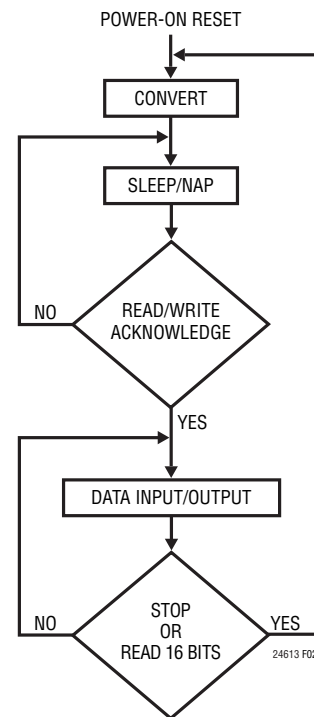 POWER-ON RESET
CONVERT
SLEEP/NAP
NO
READ/WRITE
ACKNOWLEDGE
YES
DATA INPUT/OUTPUT
NO
STOP
OR
READ 16 BITS
YES
24613 F02